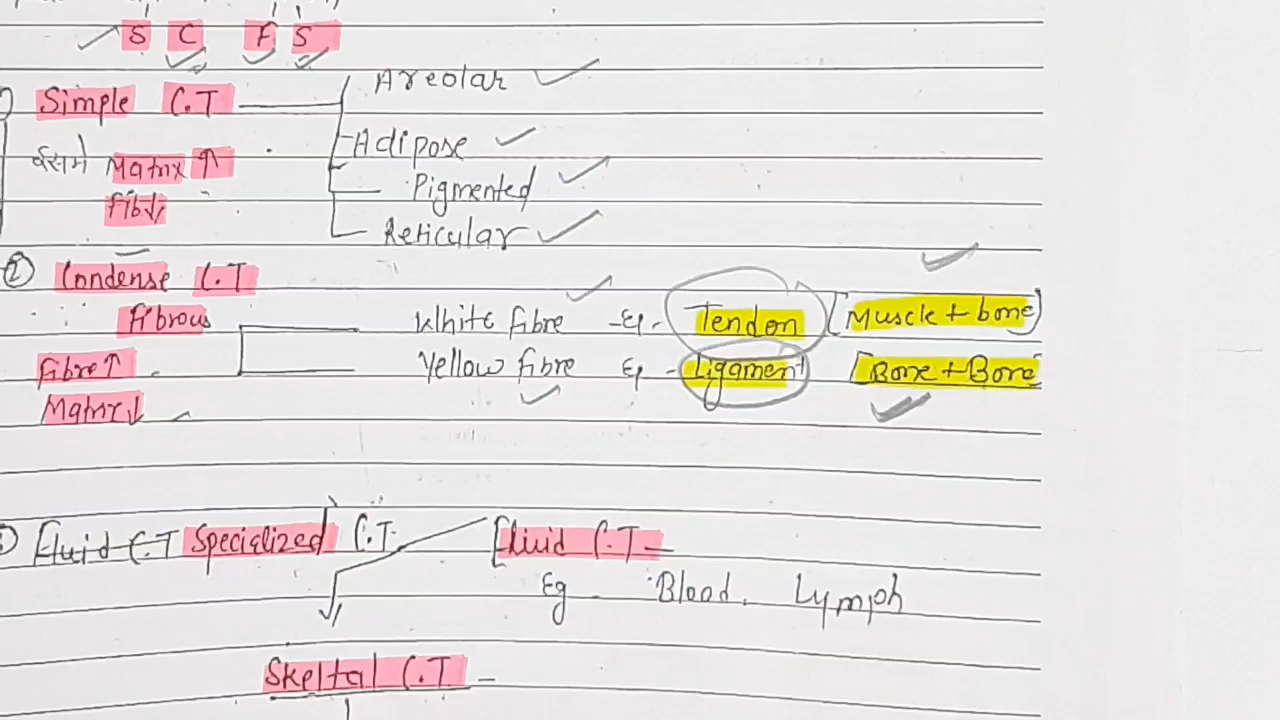 S C F S
Simple C.T Areolar
Adipose
इसमे Matrix ↑
Pigmented
Fib↓
Reticular
② Condense C.T
Fibrous White fibre Eg. Tendon [Muscle + bone]
Fibre ↑ Yellow fibre Eg - Ligament [Bone + Bone]
Matrix ↓
Fluid C.T Specialized C.T. Fluid C.T -
Eg. Blood, Lymph
Skeltal C.T -